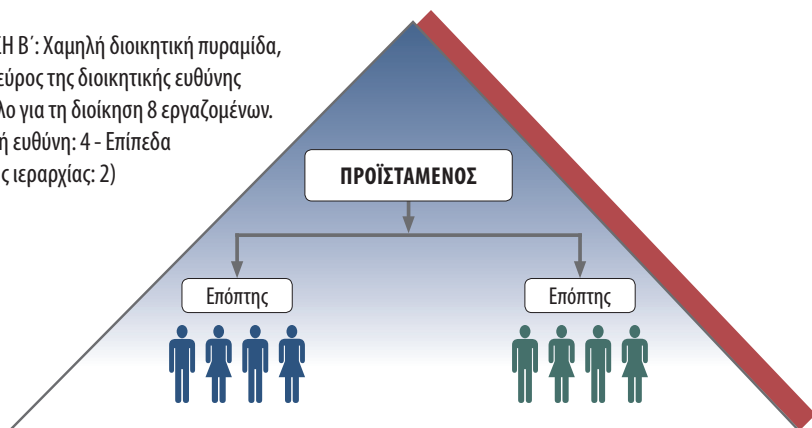 Η Β΄: Χαμηλή διοικητική πυραμίδα,
εύρος της διοικητικής ευθύνης
για τη διοίκηση 8 εργαζομένων.
ευθύνη: 4 - Επίπεδα
ιεραρχίας: 2)
ΠΡΟΪΣΤΑΜΕΝΟΣ
Επόπτης
Επόπτης